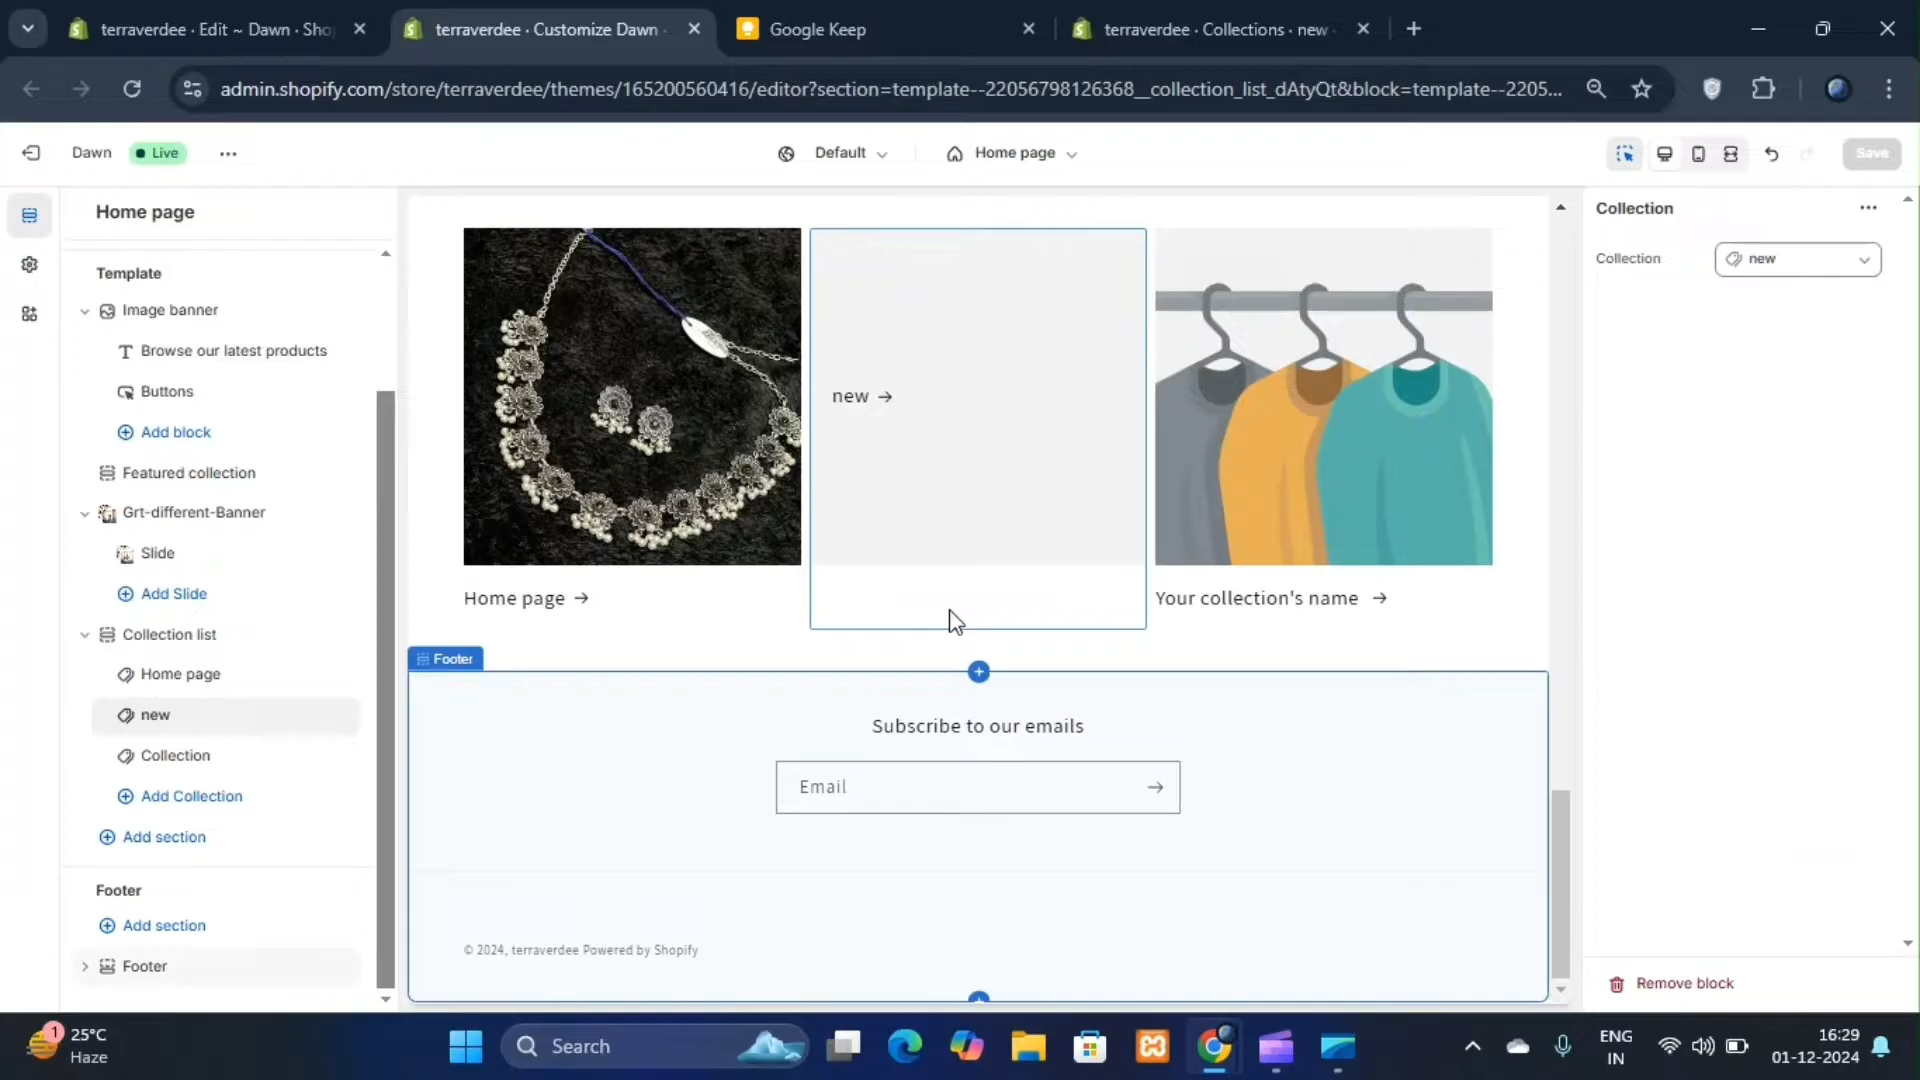 terraverdee · Edit ~ Dawn · Sho
terraverdee · Customize Dawn ·
Google Keep
terraverdee · Collections · new
admin.shopify.com/store/terraverdee/themes/165200560416/editor?section=template--22056798126368__collection_list_dAtyQt&block=template--2205...
Dawn
Live
Default
Home page
Save
Home page
Template
Image banner
Browse our latest products
Buttons
Add block
Featured collection
Grt-different-Banner
Slide
Add Slide
Collection list
Home page
new
Collection
Add Collection
Add section
Footer
Add section
Footer
new →
Home page →
Your collection's name →
Footer
Subscribe to our emails
Email
© 2024, terraverdee Powered by Shopify
Collection
Collection
new
Remove block
1
25°C
Haze
Search
ENG
IN
16:29
01-12-2024